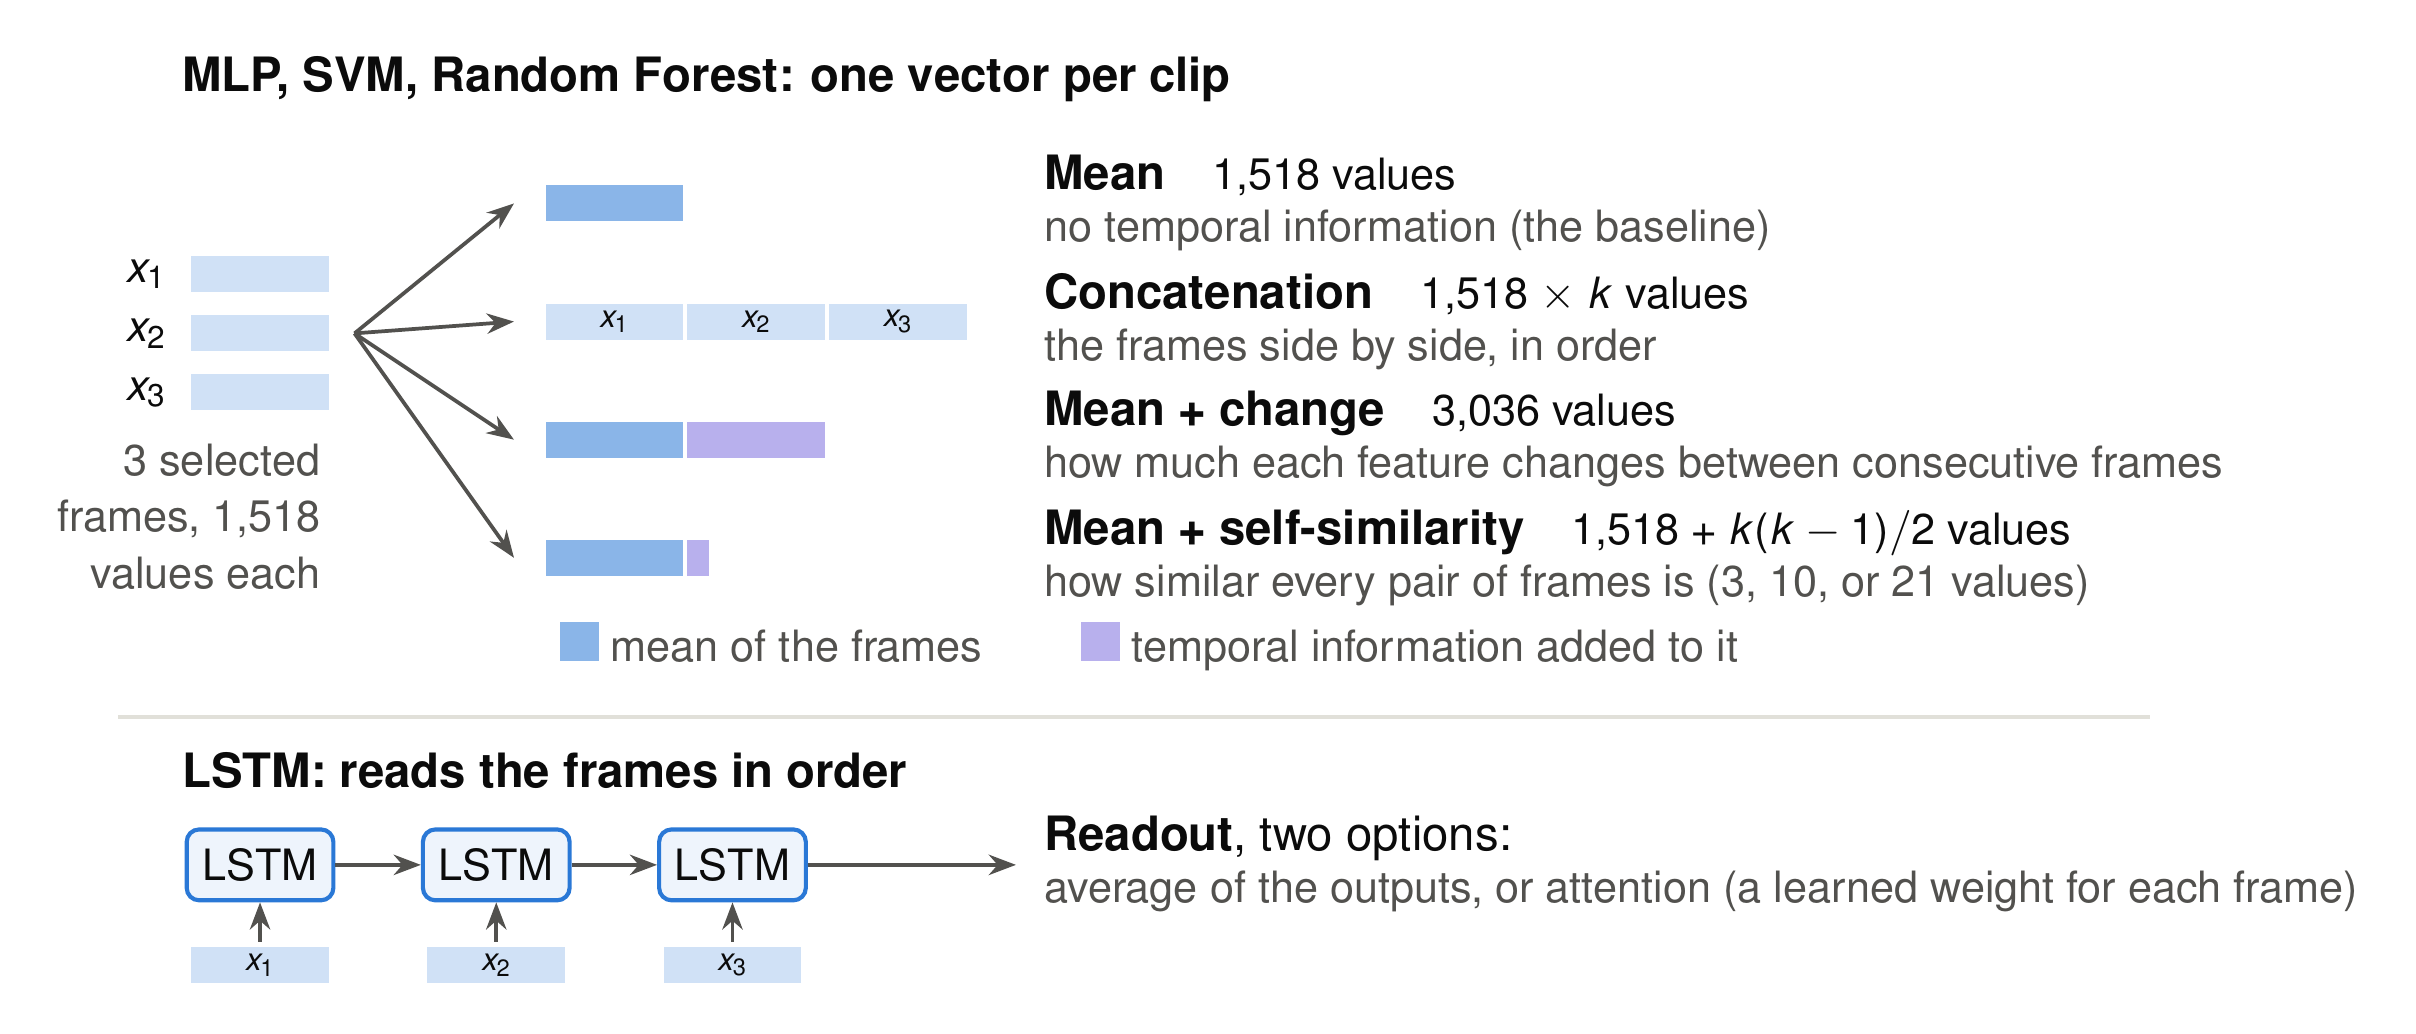 MLP, SVM, Random Forest: one vector per clip
x₁
x₂
x₃
3 selected
frames, 1,518
values each
x₁ x₂ x₃
Mean 1,518 values
no temporal information (the baseline)
Concatenation 1,518 × k values
the frames side by side, in order
Mean + change 3,036 values
how much each feature changes between consecutive frames
Mean + self-similarity 1,518 + k(k − 1)/2 values
how similar every pair of frames is (3, 10, or 21 values)
mean of the frames temporal information added to it
LSTM: reads the frames in order
LSTM LSTM LSTM
x₁ x₂ x₃
Readout, two options:
average of the outputs, or attention (a learned weight for each frame)